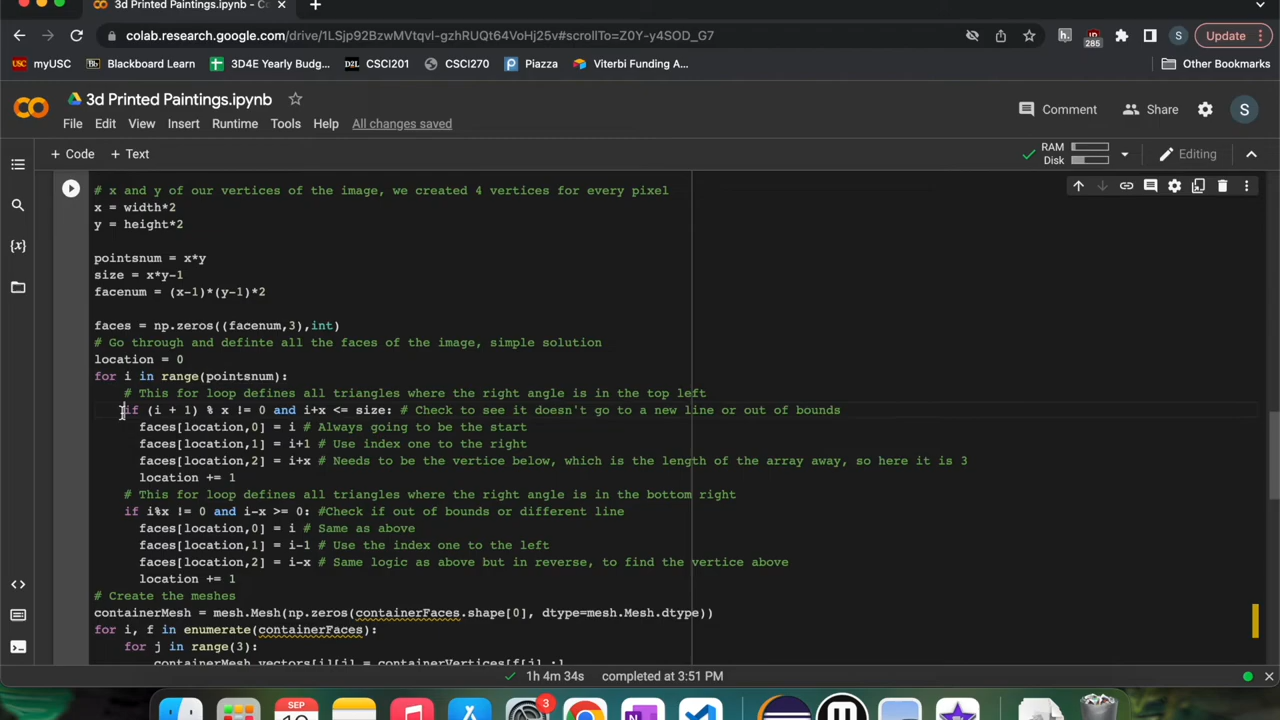 3d Printed Paintings.ipynb - Co
colab.research.google.com/drive/1LSjp92BzwMVtqvl-gzhRUQt64VoHj25v#scrollTo=Z0Y-y4SOD_G7
285
S
Update
myUSC
Bb
Blackboard Learn
3D4E Yearly Budg...
D2L
CSCI201
CSCI270
Piazza
Viterbi Funding A...
Other Bookmarks
3d Printed Paintings.ipynb
Comment
Share
S
File Edit View Insert Runtime Tools Help All changes saved
+ Code + Text
RAM
Disk
Editing
# x and y of our vertices of the image, we created 4 vertices for every pixel
x = width*2
y = height*2
pointsnum = x*y
size = x*y-1
facenum = (x-1)*(y-1)*2
faces = np.zeros((facenum,3),int)
# Go through and definte all the faces of the image, simple solution
location = 0
for i in range(pointsnum):
# This for loop defines all triangles where the right angle is in the top left
if (i + 1) % x != 0 and i+x <= size: # Check to see it doesn't go to a new line or out of bounds
faces[location,0] = i # Always going to be the start
faces[location,1] = i+1 # Use index one to the right
faces[location,2] = i+x # Needs to be the vertice below, which is the length of the array away, so here it is 3
location += 1
# This for loop defines all triangles where the right angle is in the bottom right
if i%x != 0 and i-x >= 0: #Check if out of bounds or different line
faces[location,0] = i # Same as above
faces[location,1] = i-1 # Use the index one to the left
faces[location,2] = i-x # Same logic as above but in reverse, to find the vertice above
location += 1
# Create the meshes
containerMesh = mesh.Mesh(np.zeros(containerFaces.shape[0], dtype=mesh.Mesh.dtype))
for i, f in enumerate(containerFaces):
for j in range(3):
containerMesh.vectors[i][j] = containerVertices[f[j],:]
1h 4m 34s completed at 3:51 PM
SEP
3